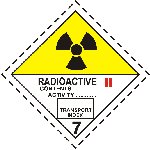 RADIOACTIVE II
CONTENTS
ACTIVITY..........
TRANSPORT
INDEX
7